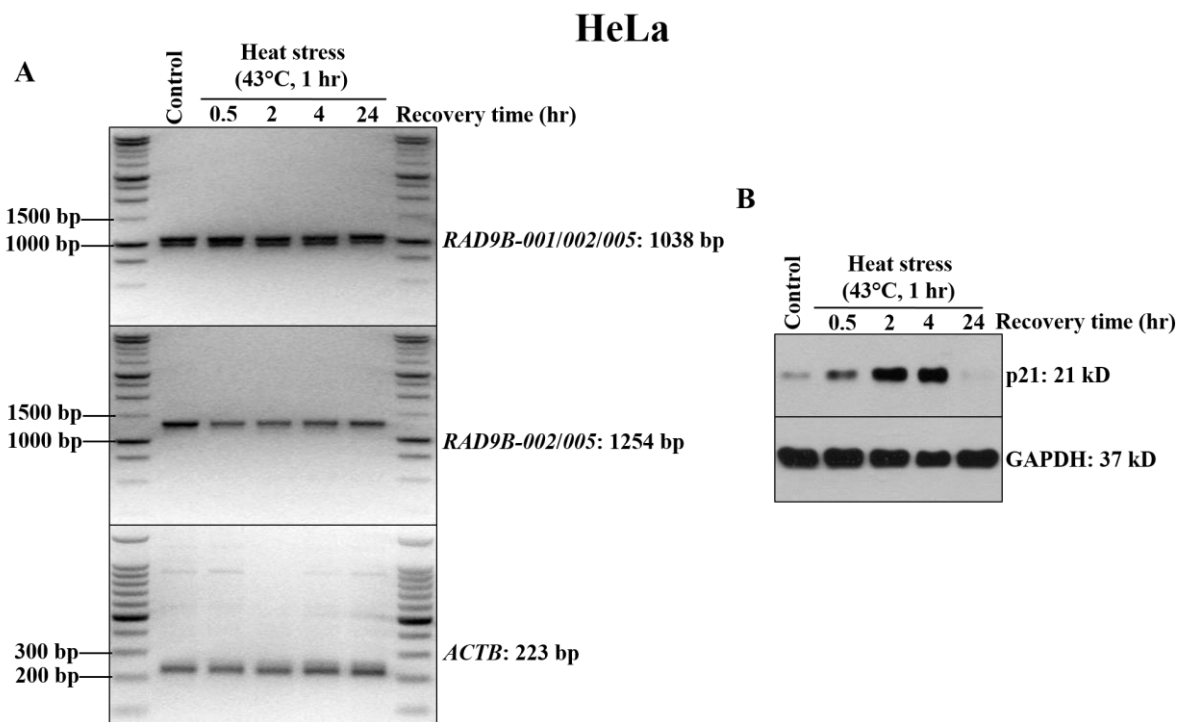 HeLa
A
Control
Heat stress
(43°C, 1 hr)
0.5 2 4 24 Recovery time (hr)
1500 bp
1000 bp
RAD9B-001/002/005: 1038 bp
1500 bp
1000 bp
RAD9B-002/005: 1254 bp
300 bp
200 bp
ACTB: 223 bp
B
Control
Heat stress
(43°C, 1 hr)
0.5 2 4 24 Recovery time (hr)
p21: 21 kD
GAPDH: 37 kD